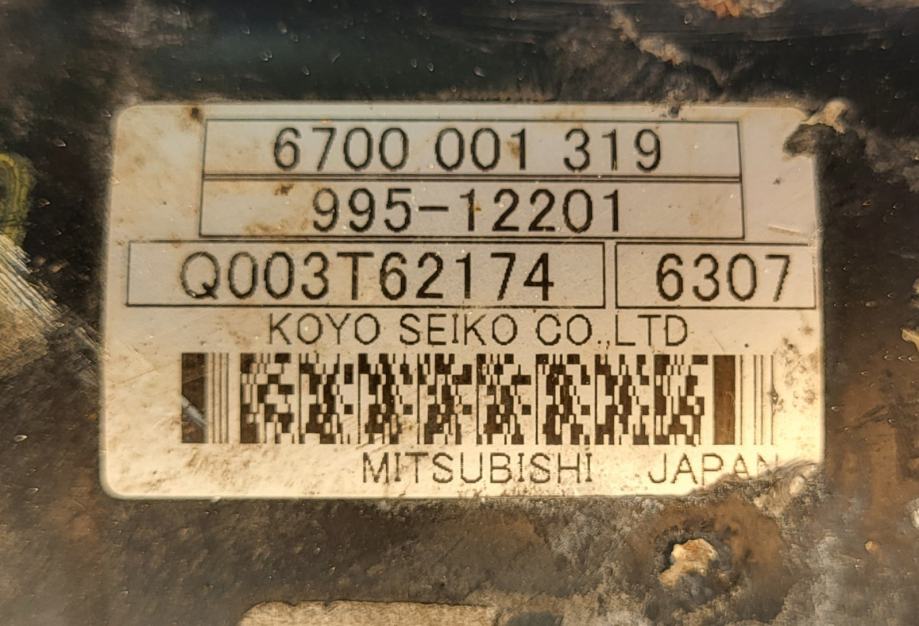 6700 001 319
995-12201
Q003T62174 6307
KOYO SEIKO CO.,LTD
MITSUBISHI JAPAN